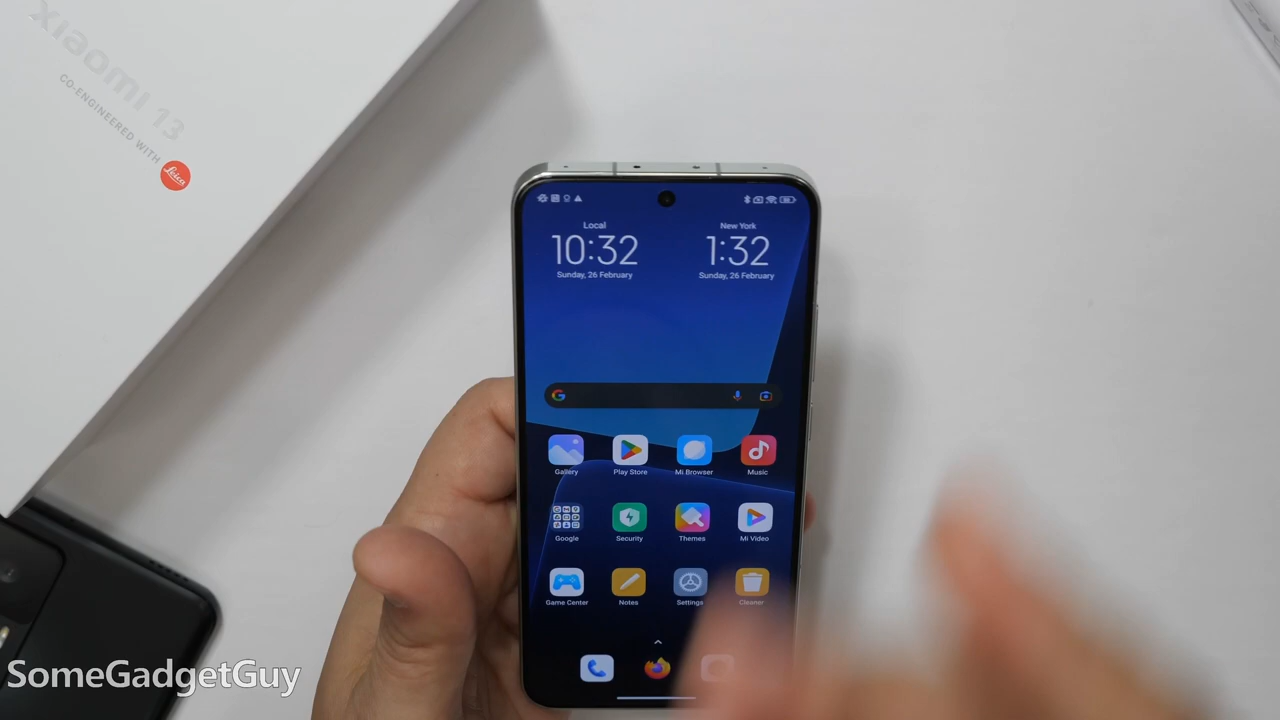 xiaomi 13
CO-ENGINEERED WITH
Leica
Local
10:32
Sunday, 26 February
New York
1:32
Sunday, 26 February
Gallery
Play Store
Mi Browser
Music
Google
Security
Themes
Mi Video
Game Center
Notes
Settings
Cleaner
SomeGadgetGuy